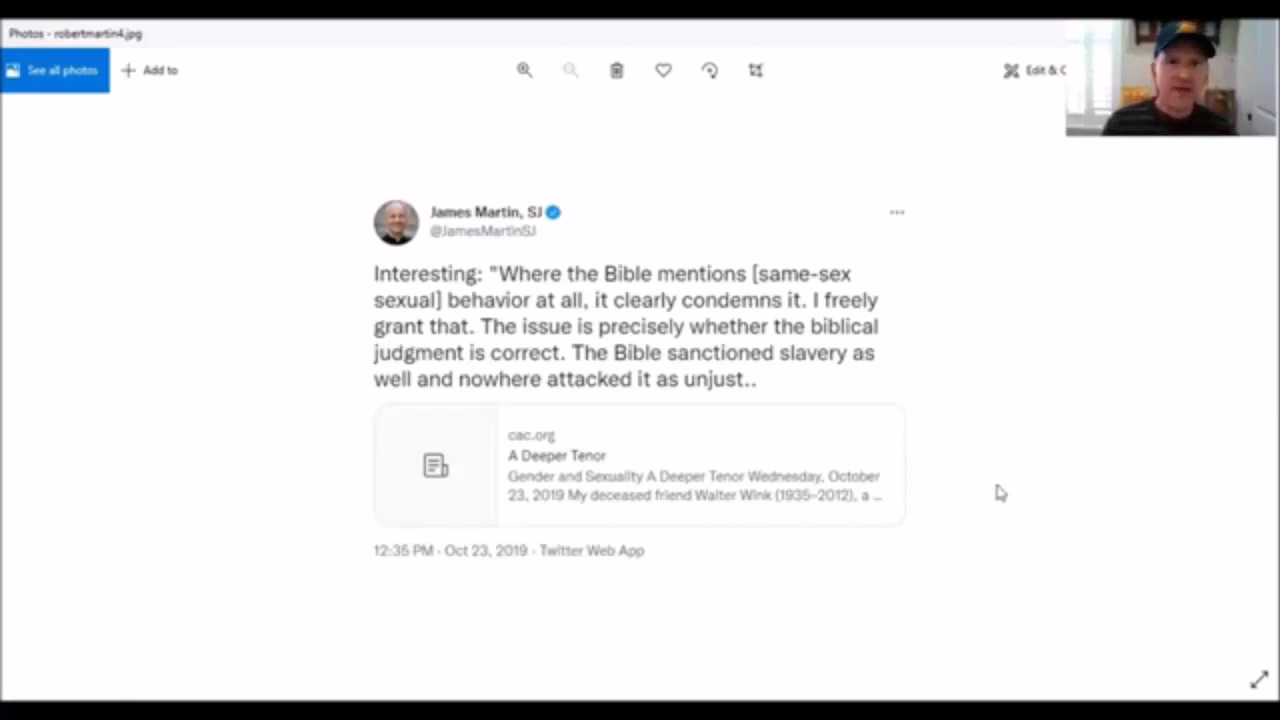 Photos - robertmartin4.jpg
See all photos
Add to
Edit & C
James Martin, SJ
@JamesMartinSJ
Interesting: "Where the Bible mentions [same-sex
sexual] behavior at all, it clearly condemns it. I freely
grant that. The issue is precisely whether the biblical
judgment is correct. The Bible sanctioned slavery as
well and nowhere attacked it as unjust..
cac.org
A Deeper Tenor
Gender and Sexuality A Deeper Tenor Wednesday, October
23, 2019 My deceased friend Walter Wink (1935–2012), a ...
12:35 PM · Oct 23, 2019 · Twitter Web App